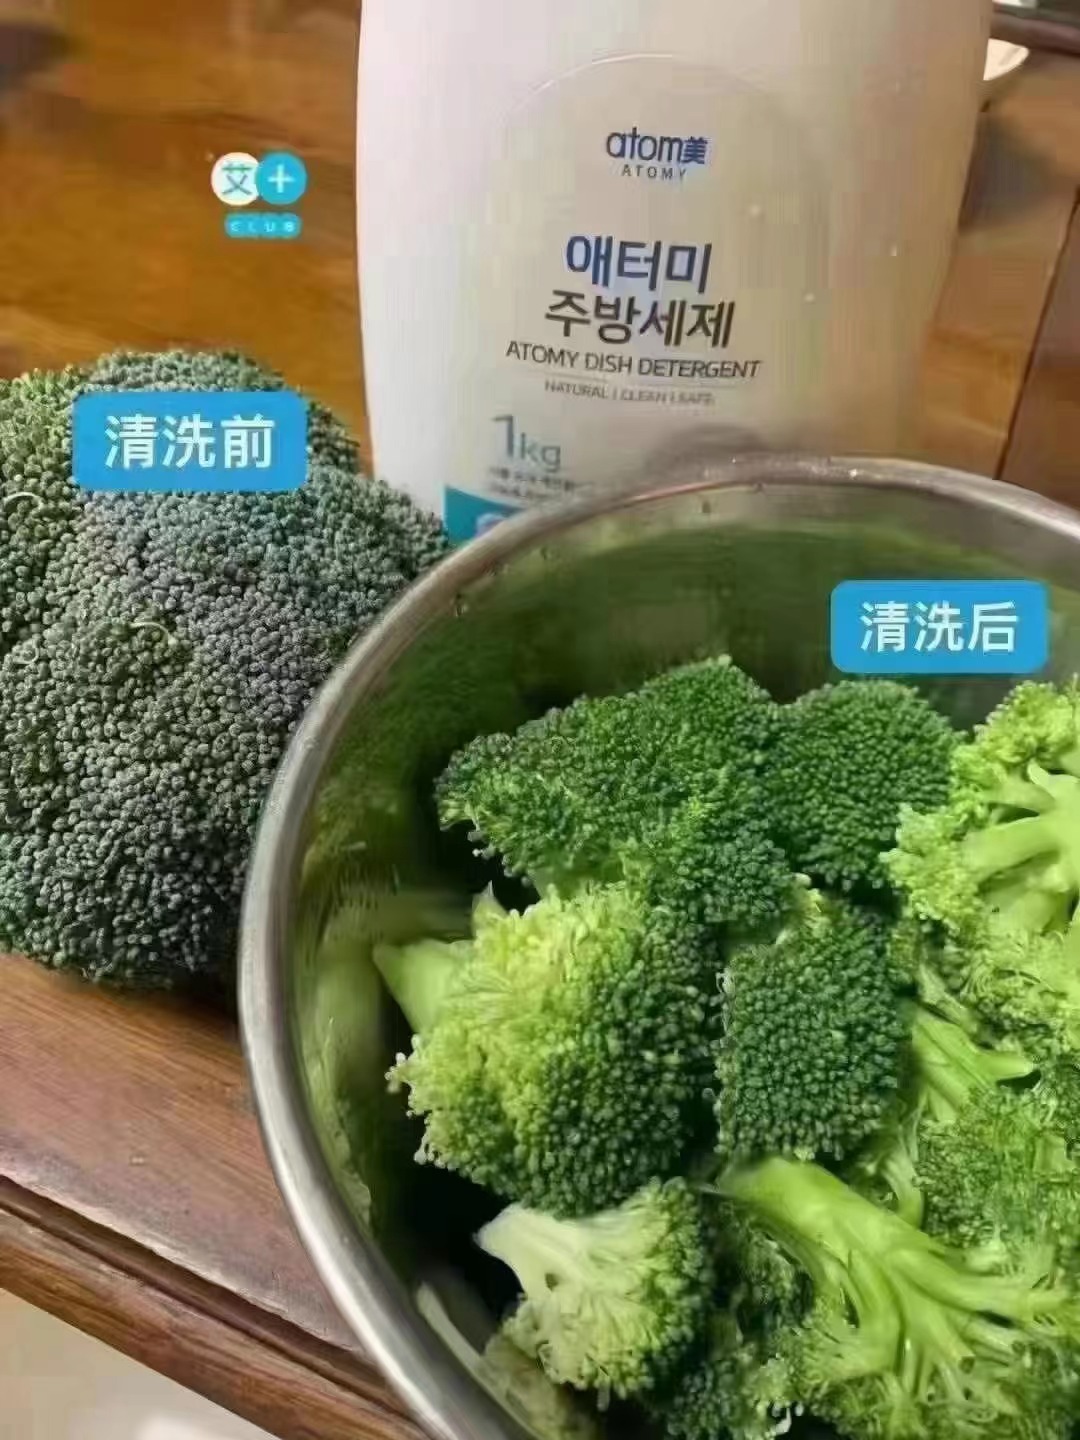 atom美
ATOMY
艾+
CLUB
애터미
주방세제
ATOMY DISH DETERGENT
NATURAL | CLEAN | SAFE
清洗前
1kg
清洗后